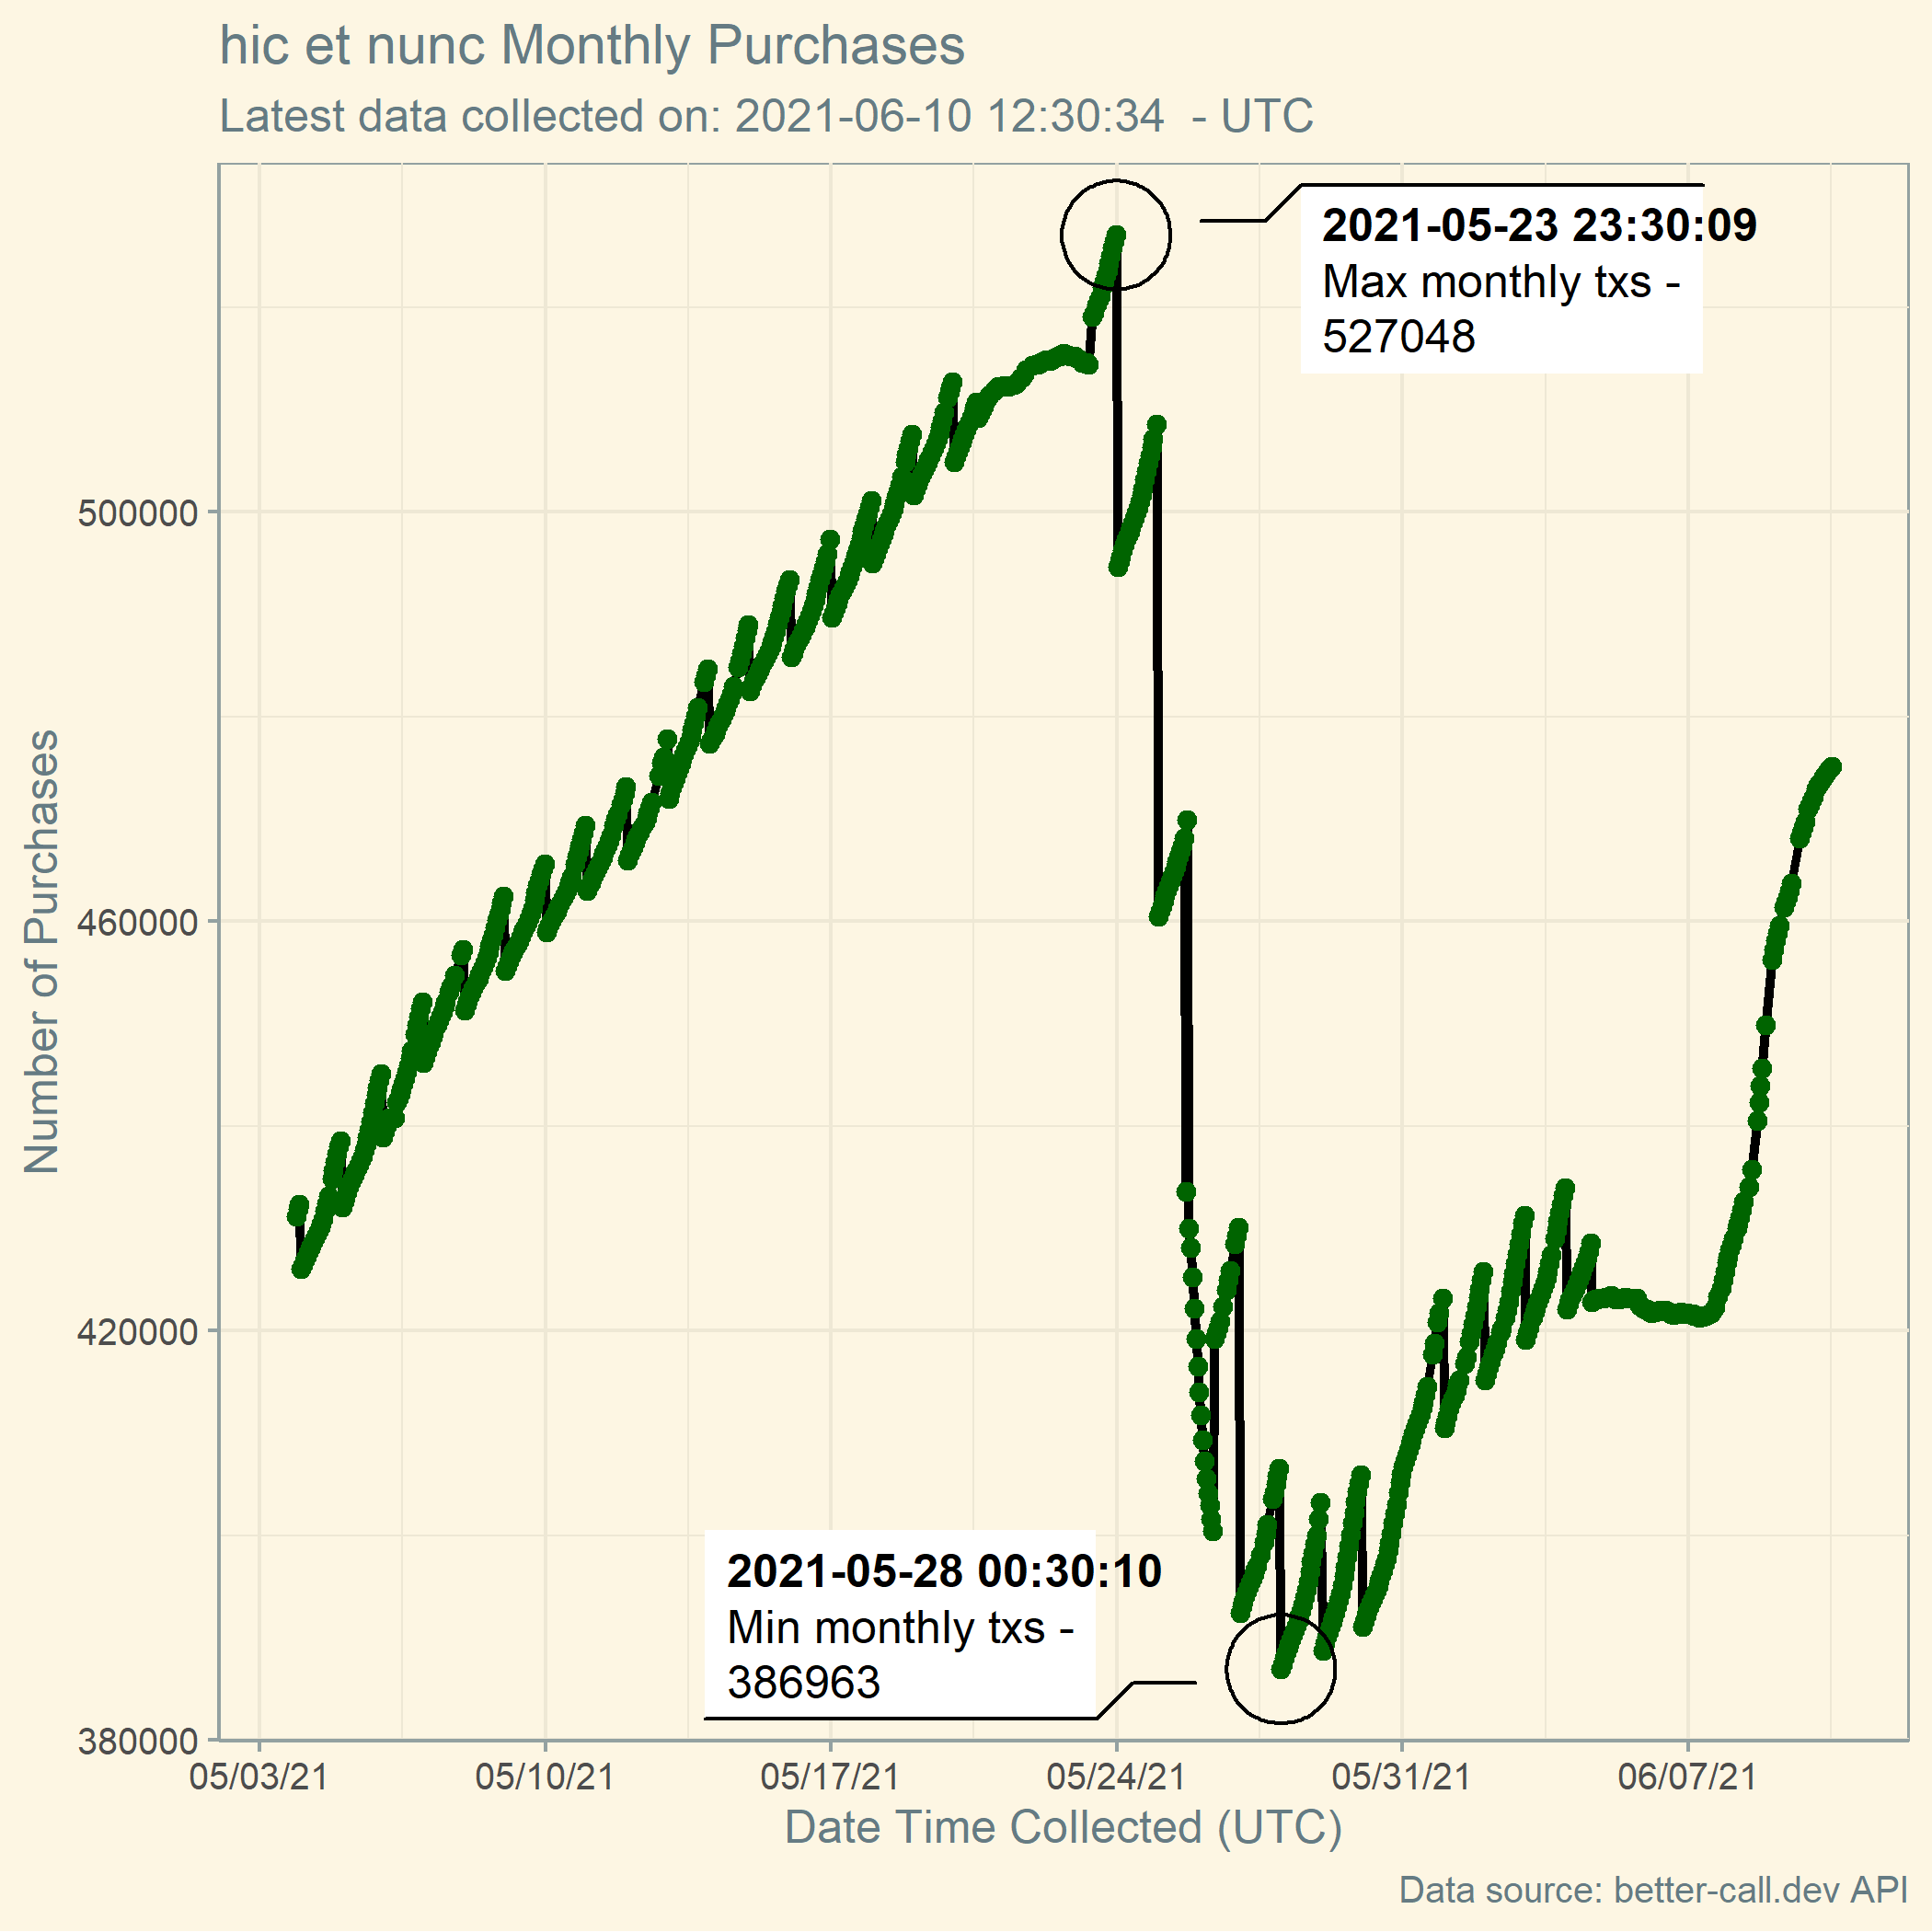 hic et nunc Monthly Purchases
Latest data collected on: 2021-06-10 12:30:34  - UTC
2021-05-23 23:30:09
Max monthly txs -
527048
500000
460000
420000
380000
Number of Purchases
2021-05-28 00:30:10
Min monthly txs -
386963
05/03/21 05/10/21 05/17/21 05/24/21 05/31/21 06/07/21
Date Time Collected (UTC)
Data source: better-call.dev API